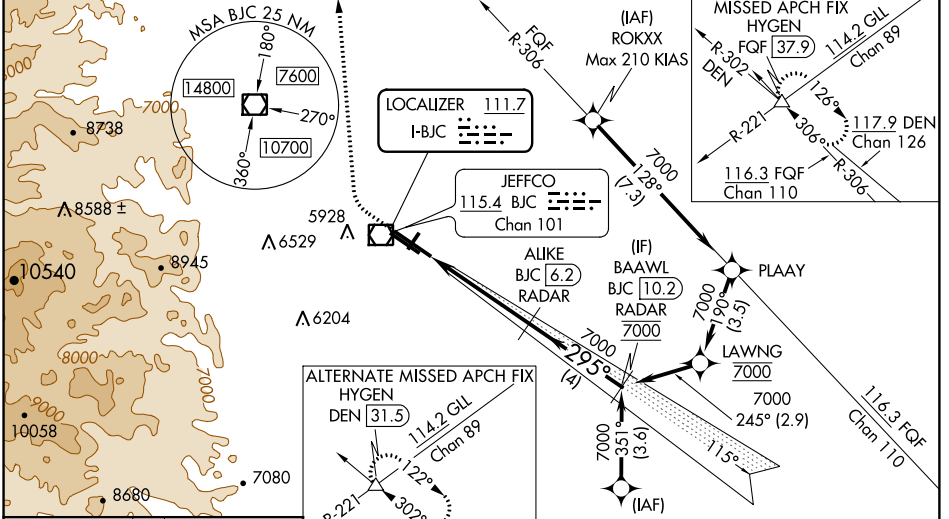 MSA BJC 25 NM
180°
14800
7600
270°
10700
360°
FQF
R-306
(IAF)
ROKXX
Max 210 KIAS
MISSED APCH FIX
HYGEN
FQF 37.9
114.2 GLL
Chan 89
R-302
DEN
126°
R-221
306°
117.9 DEN
Chan 126
R-306
116.3 FQF
Chan 110
LOCALIZER 111.7
I-BJC
JEFFCO
115.4 BJC
Chan 101
7000
128°
(7.3)
7000
8738
8588 ±
5928
6529
8945
10540
6204
8000
7000
9000
10058
8680
7080
ALIKE
BJC 6.2
RADAR
(IF)
BAAWL
BJC 10.2
RADAR
7000
PLAAY
7000
190°
(3.5)
LAWNG
7000
7000
245° (2.9)
7000
295°
(4)
115°
7000
351°
(3.6)
(IAF)
116.3 FQF
Chan 110
ALTERNATE MISSED APCH FIX
HYGEN
DEN 31.5
114.2 GLL
Chan 89
122°
R-221
302°